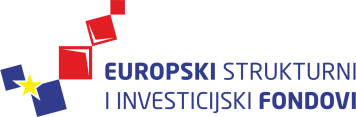 EUROPSKI STRUKTURNI
I INVESTICIJSKI FONDOVI